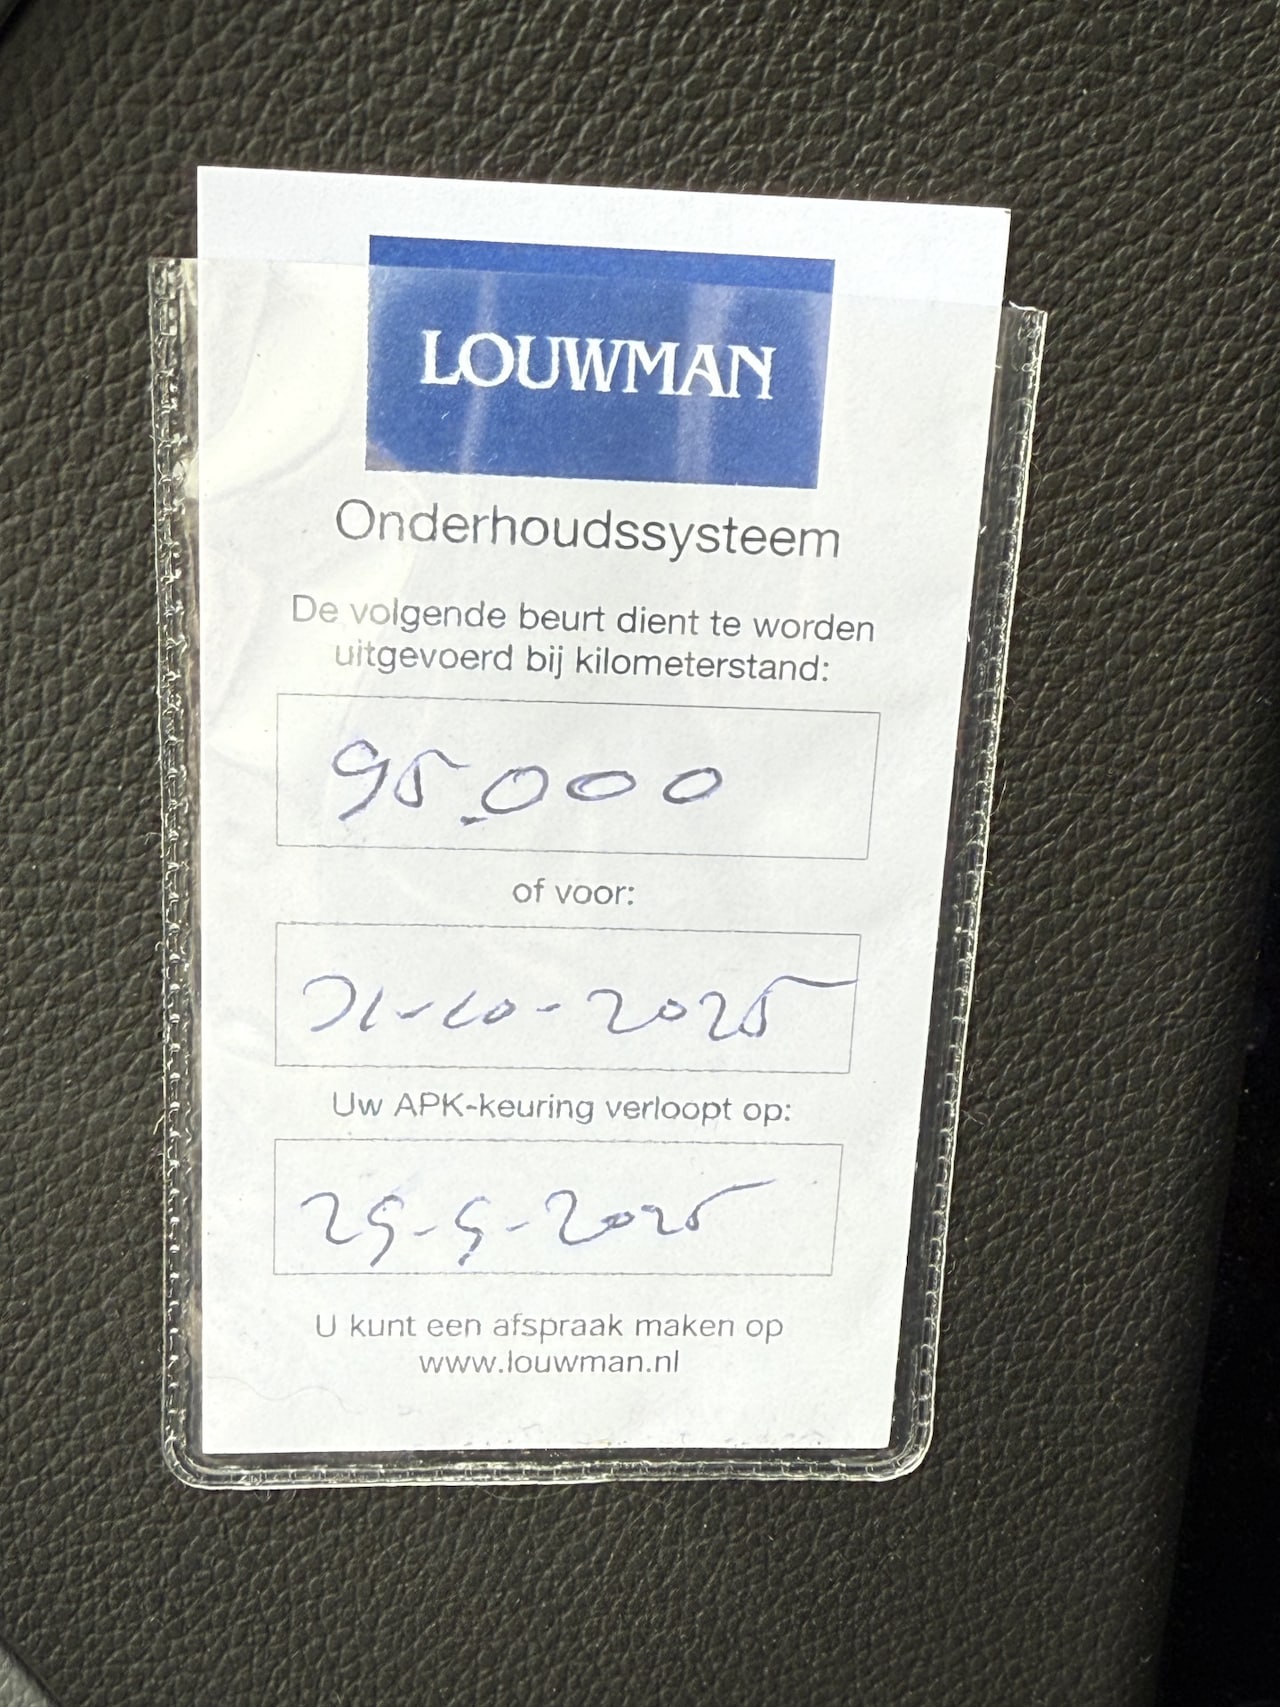 LOUWMAN
Onderhoudssysteem
De volgende beurt dient te worden
uitgevoerd bij kilometerstand:
95.000
of voor:
31-10-2025
Uw APK-keuring verloopt op:
29-9-2025
U kunt een afspraak maken op
www.louwman.nl